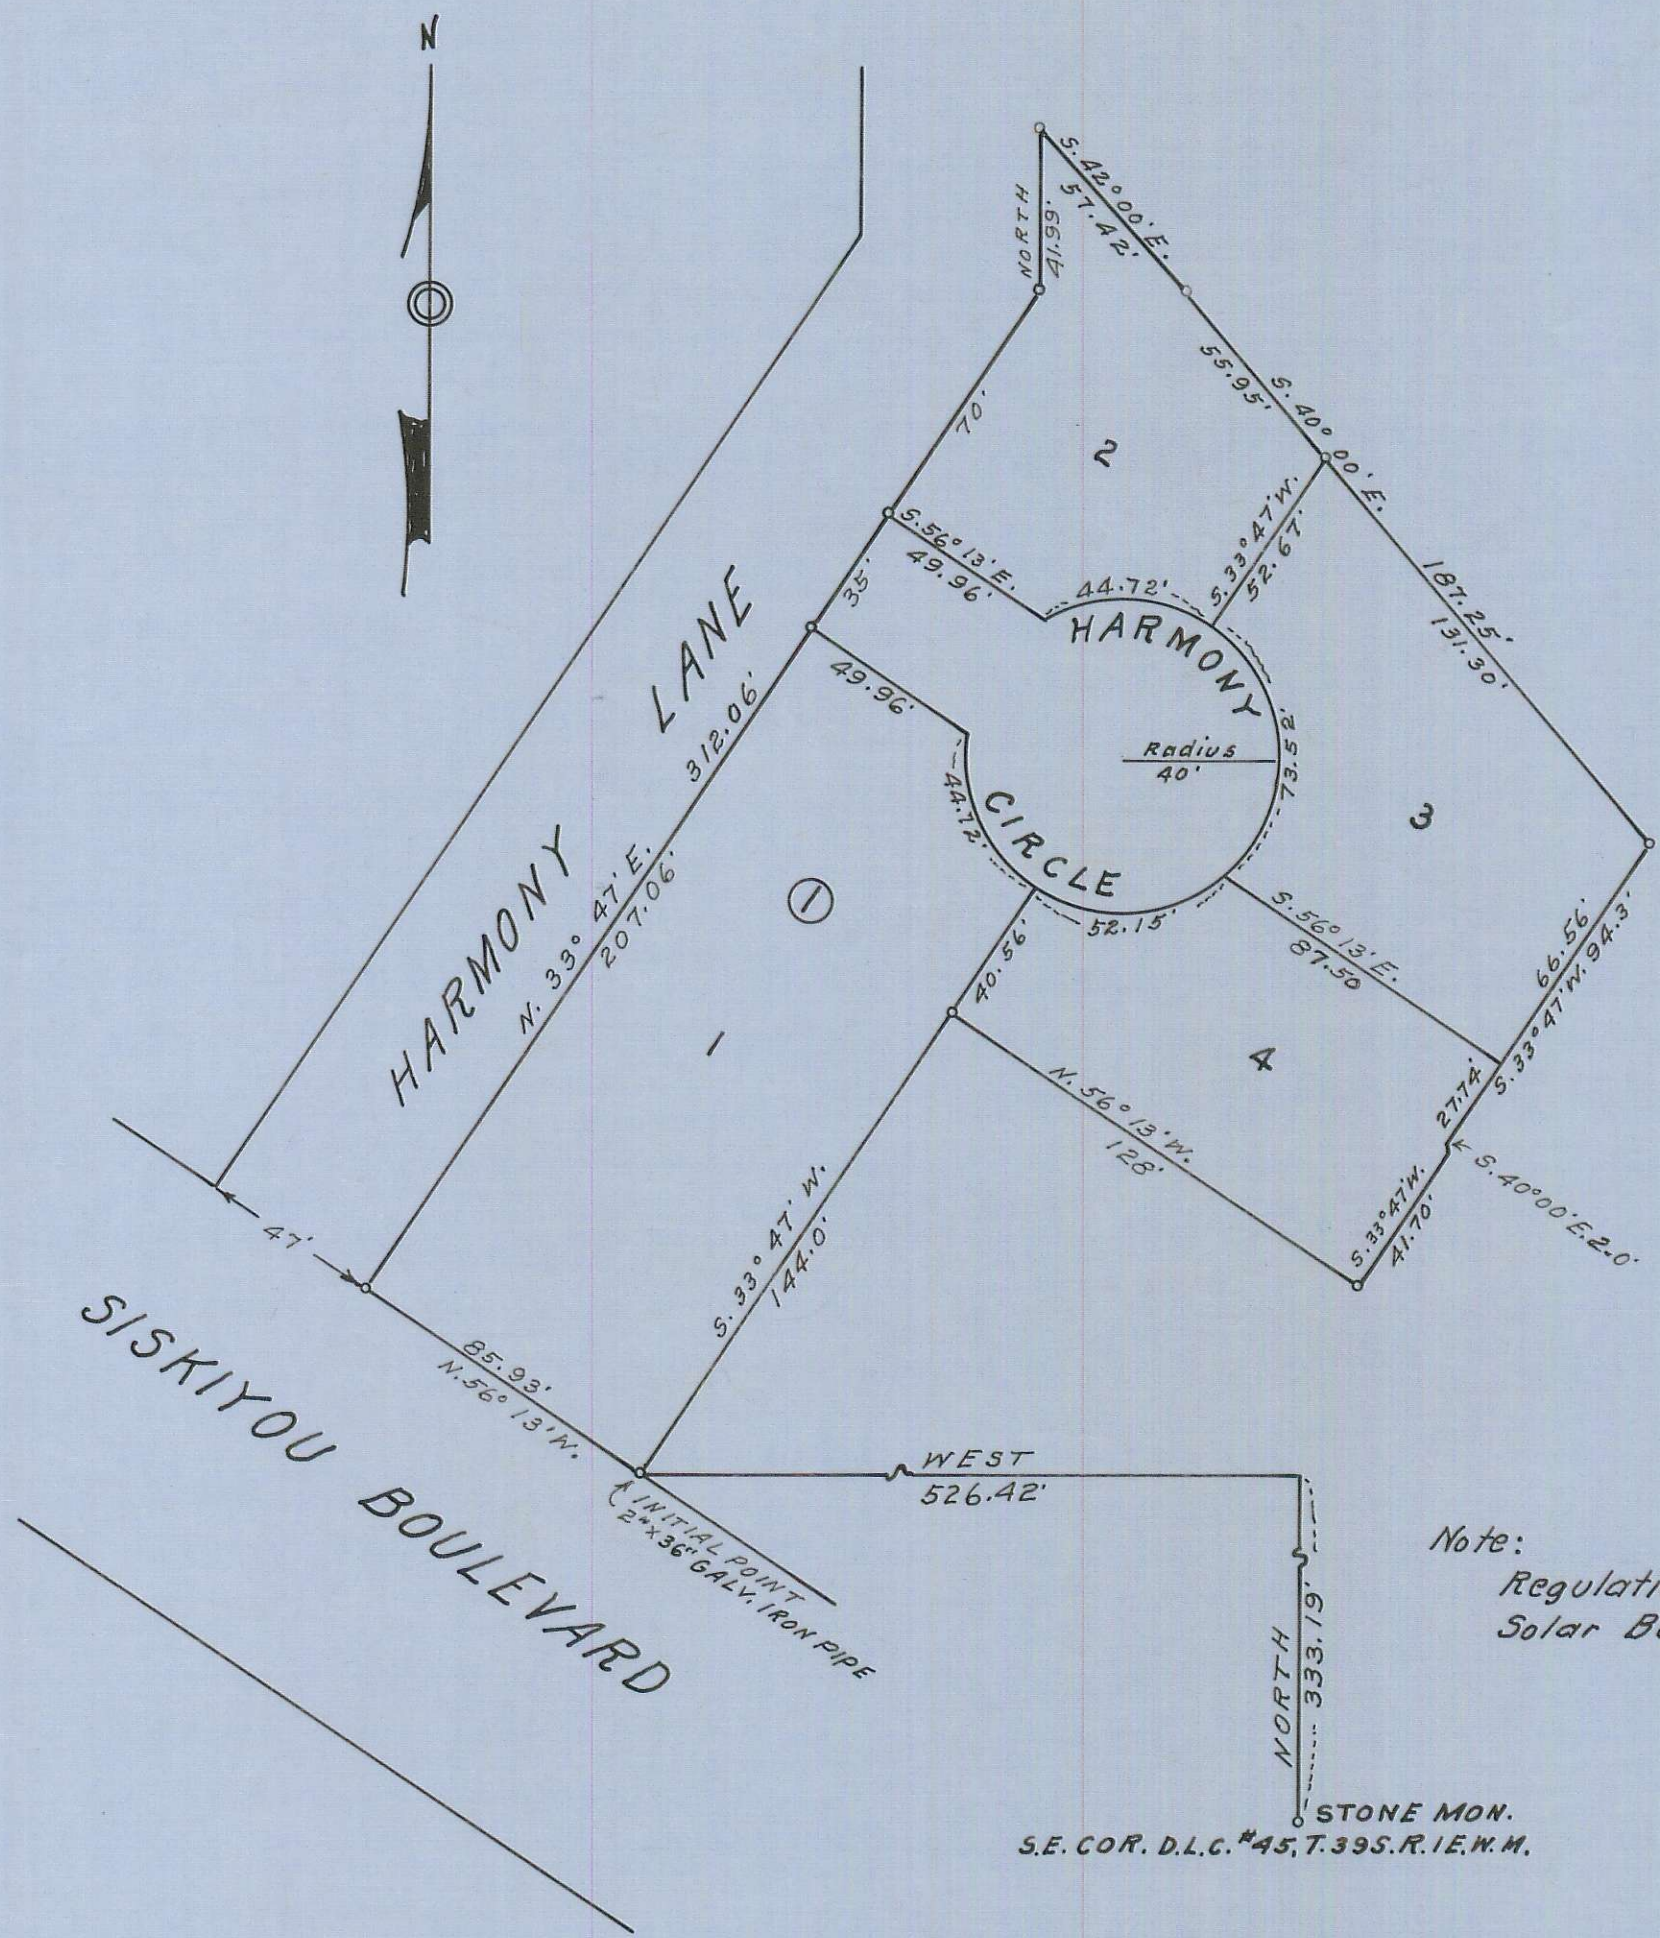 N
S. 42° 00' E.
57.42'
NORTH
41.99'
70'
2
55.95'
S. 40° 00' E.
187.25'
131.30'
S. 33° 47' W.
52.67'
S. 56° 13' E.
49.96'
35'
44.72'
HARMONY
CIRCLE
Radius
40'
73.52'
49.96'
44.72'
52.15'
3
HARMONY LANE
312.06'
N. 33° 47' E.
207.06'
1
1
40.56'
S. 56° 13' E.
87.50
66.56'
S. 33° 47' W. 94.3'
4
27.74'
S. 40° 00' E. 2.0'
N. 56° 13' W.
128'
S. 33° 47' W.
41.70'
S. 33° 47' W.
144.0'
47'
85.93'
N. 56° 13' W.
SISKIYOU BOULEVARD
INITIAL POINT
2" X 36" GALV. IRON PIPE
WEST
526.42'
NORTH
333.19'
Note:
Regulati
Solar B
STONE MON.
S.E. COR. D.L.C. #45, T. 39 S. R. 1 E. W. M.